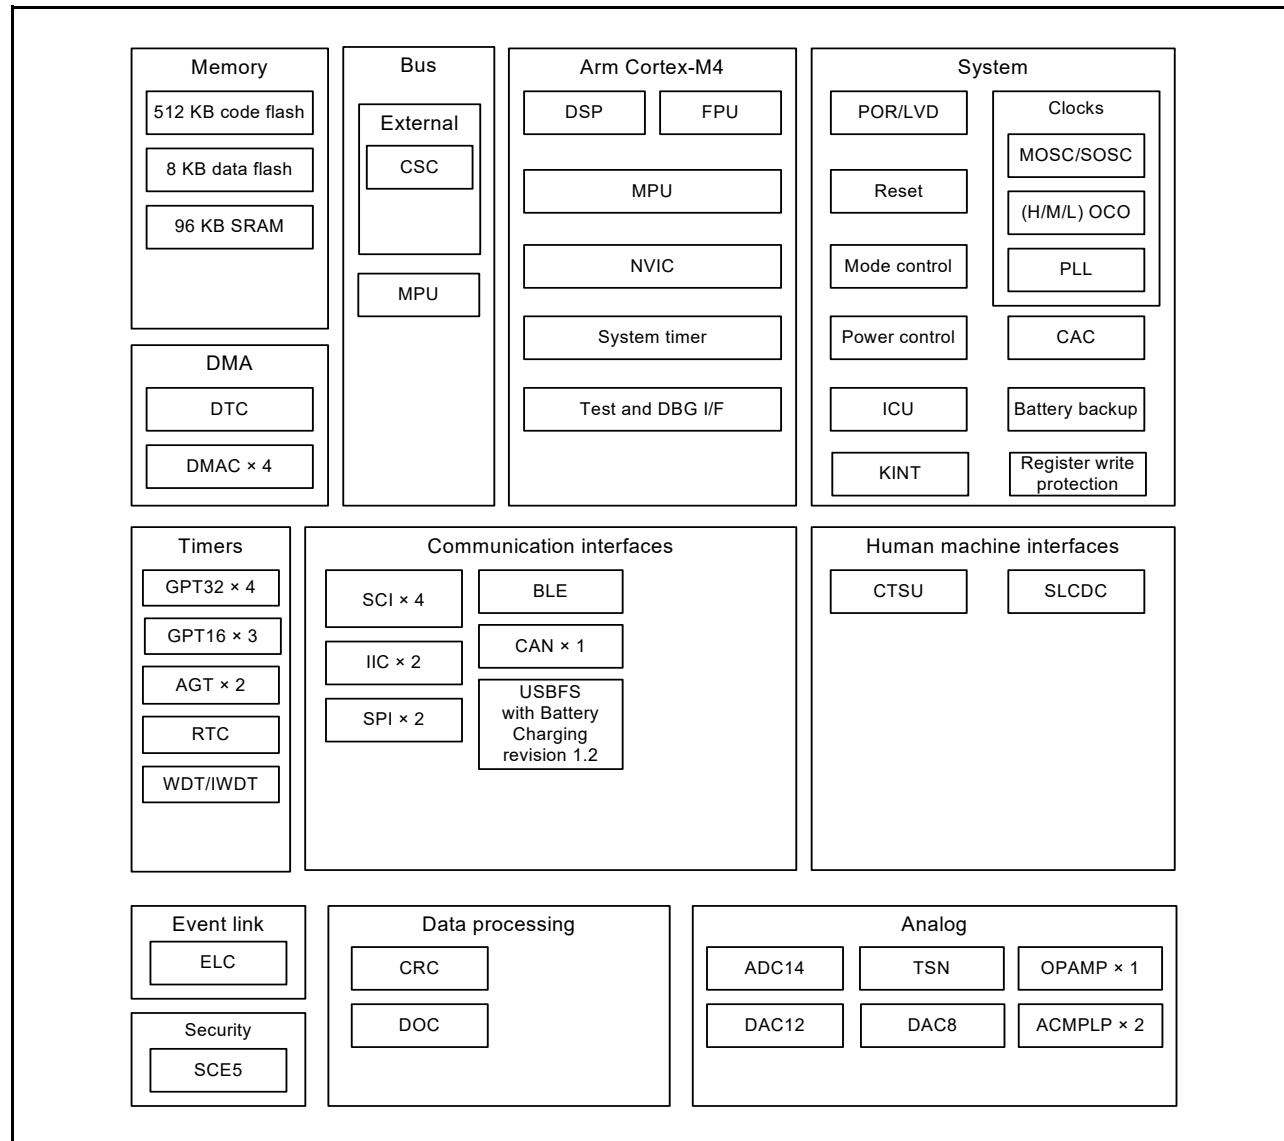 Memory
512 KB code flash
8 KB data flash
96 KB SRAM
DMA
DTC
DMAC × 4
Bus
External
CSC
MPU
Arm Cortex-M4
DSP
FPU
MPU
NVIC
System timer
Test and DBG I/F
System
POR/LVD
Reset
Mode control
Power control
ICU
KINT
Clocks
MOSC/SOSC
(H/M/L) OCO
PLL
CAC
Battery backup
Register write
protection
Timers
GPT32 × 4
GPT16 × 3
AGT × 2
RTC
WDT/IWDT
Communication interfaces
SCI × 4
IIC × 2
SPI × 2
BLE
CAN × 1
USBFS
with Battery
Charging
revision 1.2
Human machine interfaces
CTSU
SLCDC
Event link
ELC
Security
SCE5
Data processing
CRC
DOC
Analog
ADC14
TSN
OPAMP × 1
DAC12
DAC8
ACMPLP × 2